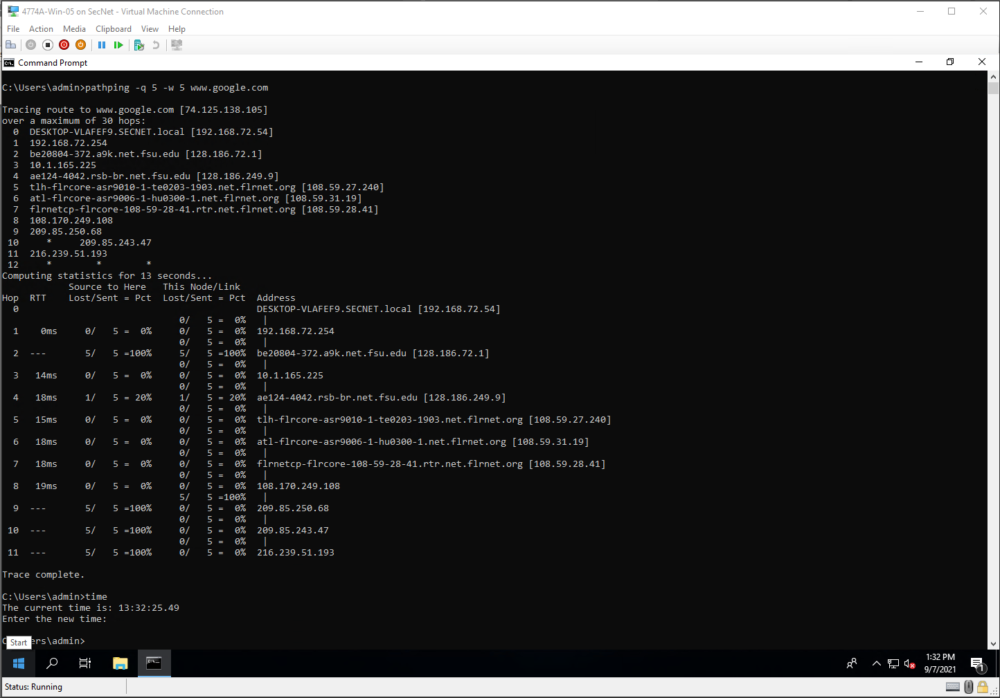 4774A-Win-05 on SecNet - Virtual Machine Connection
File Action Media Clipboard View Help
Command Prompt
C:\Users\admin>pathping -q 5 -w 5 www.google.com
Tracing route to www.google.com [74.125.138.105]
over a maximum of 30 hops:
  0  DESKTOP-VLAFEF9.SECNET.local [192.168.72.54]
  1  192.168.72.254
  2  be20804-372.a9k.net.fsu.edu [128.186.72.1]
  3  10.1.165.225
  4  ae124-4042.rsb-br.net.fsu.edu [128.186.249.9]
  5  tlh-flrcore-asr9010-1-te0203-1903.net.flrnet.org [108.59.27.240]
  6  atl-flrcore-asr9006-1-hu0300-1.net.flrnet.org [108.59.31.19]
  7  flrnetcp-flrcore-108-59-28-41.rtr.net.flrnet.org [108.59.28.41]
  8  108.170.249.108
  9  209.85.250.68
 10     *     209.85.243.47
 11  216.239.51.193
 12     *        *        *
Computing statistics for 13 seconds...
            Source to Here   This Node/Link
Hop  RTT    Lost/Sent = Pct  Lost/Sent = Pct  Address
  0                                           DESKTOP-VLAFEF9.SECNET.local [192.168.72.54]
                                0/   5 =  0%   |
  1    0ms     0/   5 =  0%     0/   5 =  0%  192.168.72.254
                                0/   5 =  0%   |
  2  ---       5/   5 =100%     5/   5 =100%  be20804-372.a9k.net.fsu.edu [128.186.72.1]
                                0/   5 =  0%   |
  3   14ms     0/   5 =  0%     0/   5 =  0%  10.1.165.225
                                0/   5 =  0%   |
  4   18ms     1/   5 = 20%     1/   5 = 20%  ae124-4042.rsb-br.net.fsu.edu [128.186.249.9]
                                0/   5 =  0%   |
  5   15ms     0/   5 =  0%     0/   5 =  0%  tlh-flrcore-asr9010-1-te0203-1903.net.flrnet.org [108.59.27.240]
                                0/   5 =  0%   |
  6   18ms     0/   5 =  0%     0/   5 =  0%  atl-flrcore-asr9006-1-hu0300-1.net.flrnet.org [108.59.31.19]
                                0/   5 =  0%   |
  7   18ms     0/   5 =  0%     0/   5 =  0%  flrnetcp-flrcore-108-59-28-41.rtr.net.flrnet.org [108.59.28.41]
                                0/   5 =  0%   |
  8   19ms     0/   5 =  0%     0/   5 =  0%  108.170.249.108
                                5/   5 =100%   |
  9  ---       5/   5 =100%     0/   5 =  0%  209.85.250.68
                                0/   5 =  0%   |
 10  ---       5/   5 =100%     0/   5 =  0%  209.85.243.47
                                0/   5 =  0%   |
 11  ---       5/   5 =100%     0/   5 =  0%  216.239.51.193
Trace complete.
C:\Users\admin>time
The current time is: 13:32:25.49
Enter the new time:
C ers\admin>
Start
1:32 PM
9/7/2021
1
Status: Running